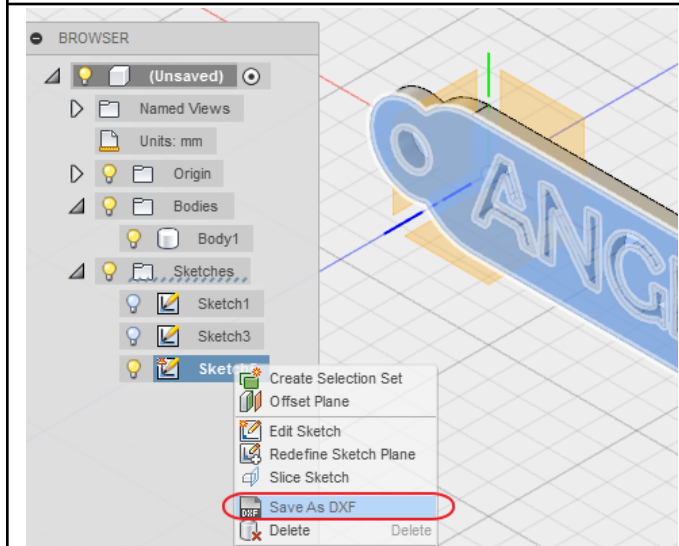 BROWSER
(Unsaved)
Named Views
Units: mm
Origin
Bodies
Body1
Sketches
Sketch1
Sketch3
Create Selection Set
Offset Plane
Edit Sketch
Redefine Sketch Plane
Slice Sketch
DXF Save As DXF
Delete Delete